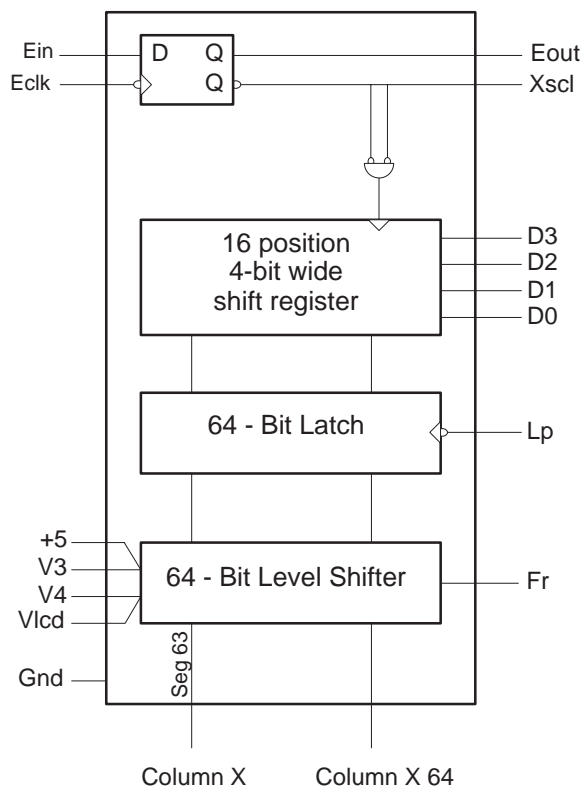 Ein
D
Q
Eout
Eclk
Q
Xscl
16 position
4-bit wide
shift register
D3
D2
D1
D0
64 - Bit Latch
Lp
+5
V3
V4
Vlcd
64 - Bit Level Shifter
Fr
Gnd
Seg 63
Column X
Column X 64